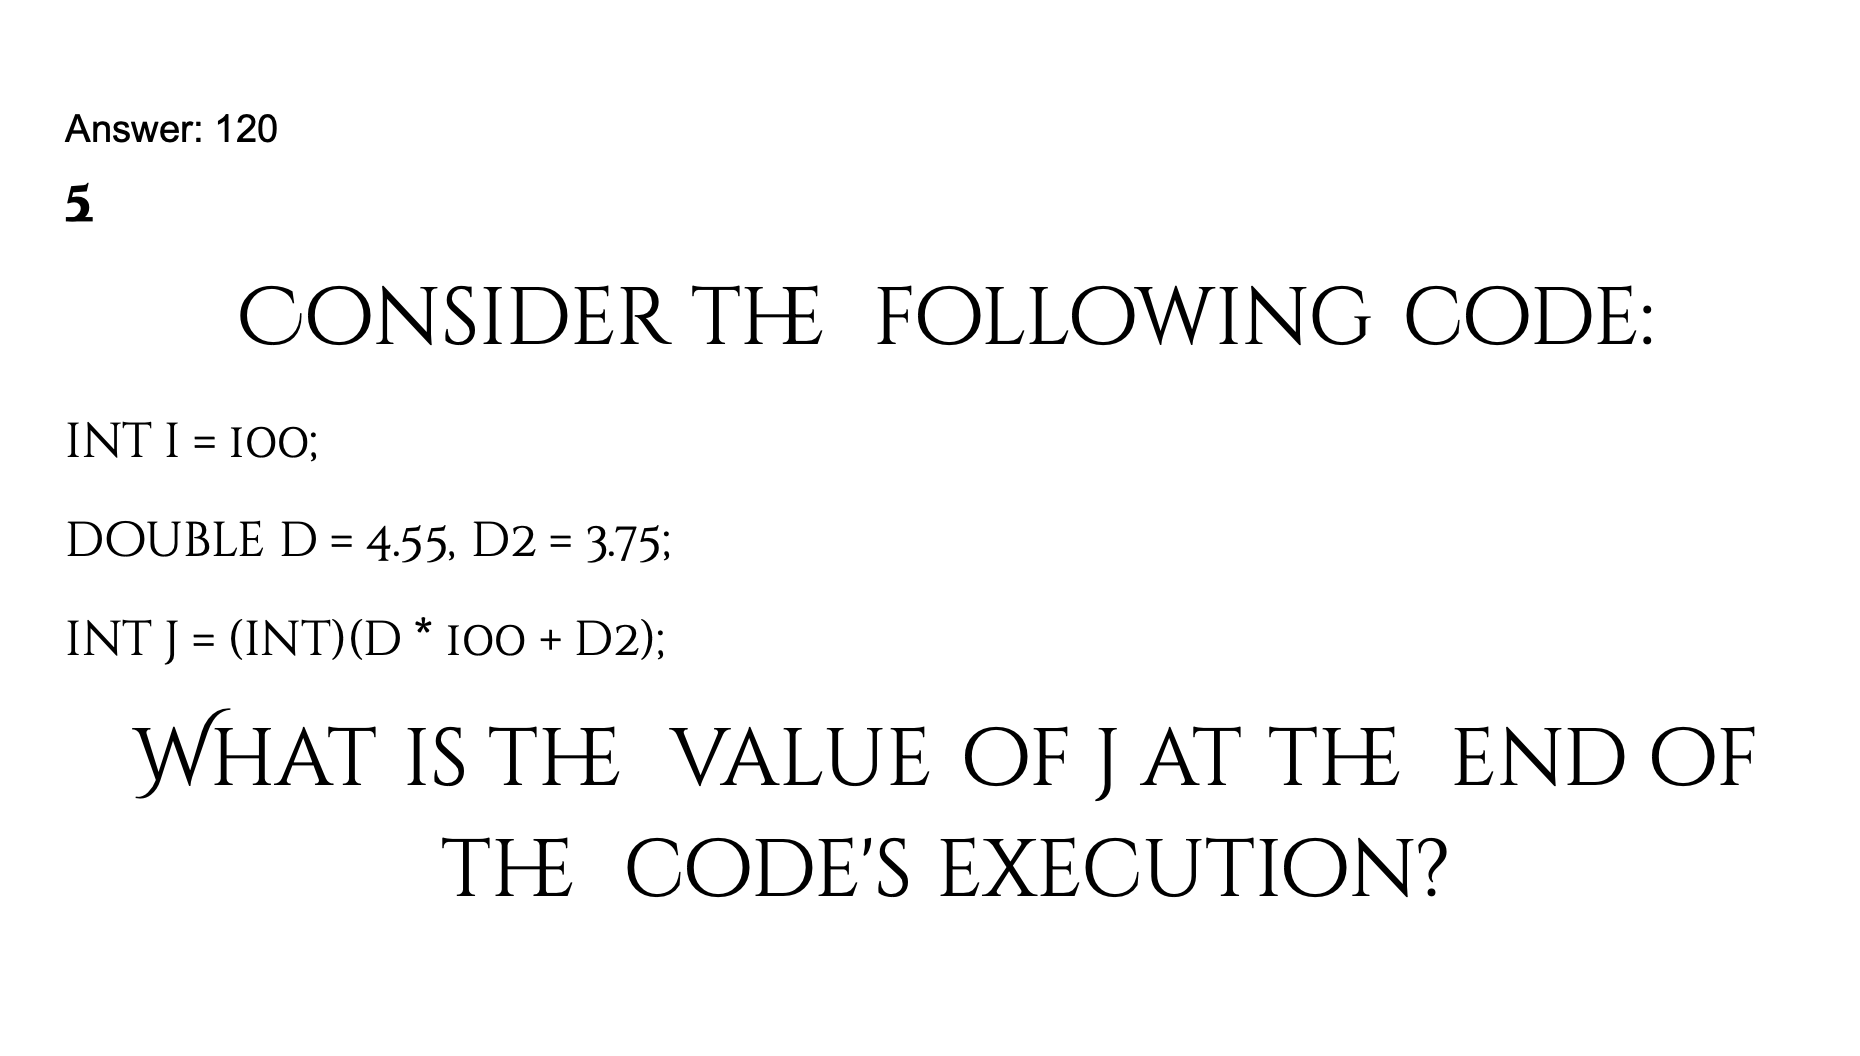 Answer: 120
5
Consider the following code:
int i = 100;
double d = 4.55, d2 = 3.75;
int j = (int)(d * 100 + d2);
What is the value of j at the end of
the code's execution?